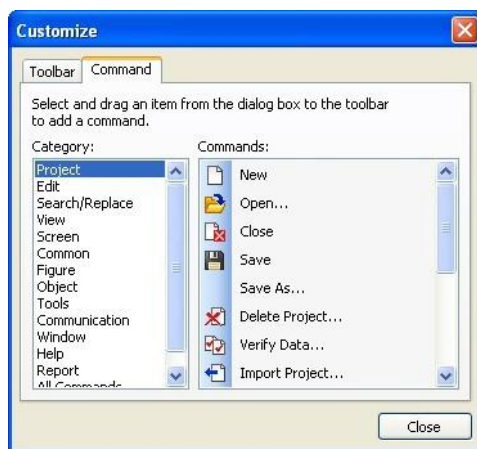 Customize
Toolbar
Command
Select and drag an item from the dialog box to the toolbar
to add a command.
Category:
Project
Edit
Search/Replace
View
Screen
Common
Figure
Object
Tools
Communication
Window
Help
Report
All Commands
Commands:
New
Open...
Close
Save
Save As...
Delete Project...
Verify Data...
Import Project...
Close